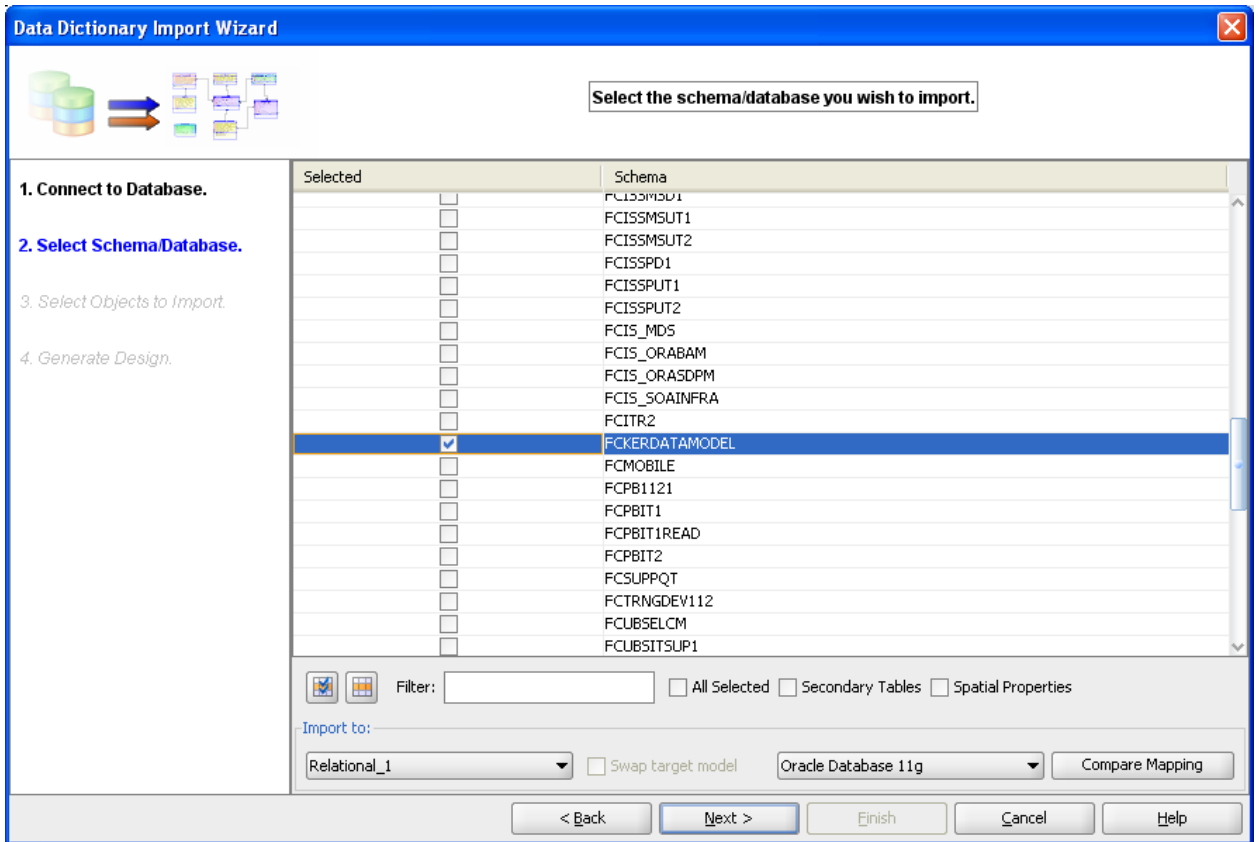 Data Dictionary Import Wizard
Select the schema/database you wish to import.
1. Connect to Database.
2. Select Schema/Database.
3. Select Objects to Import.
4. Generate Design.
Selected Schema
FCISSMSD1
FCISSMSUT1
FCISSMSUT2
FCISSPD1
FCISSPUT1
FCISSPUT2
FCIS_MDS
FCIS_ORABAM
FCIS_ORASDPM
FCIS_SOAINFRA
FCITR2
FCKERDATAMODEL
FCMOBILE
FCPB1121
FCPBIT1
FCPBIT1READ
FCPBIT2
FCSUPPQT
FCTRNGDEV112
FCUBSELCM
FCUBSITSUP1
Filter: All Selected Secondary Tables Spatial Properties
Import to:
Relational_1 Swap target model Oracle Database 11g Compare Mapping
< Back Next > Finish Cancel Help